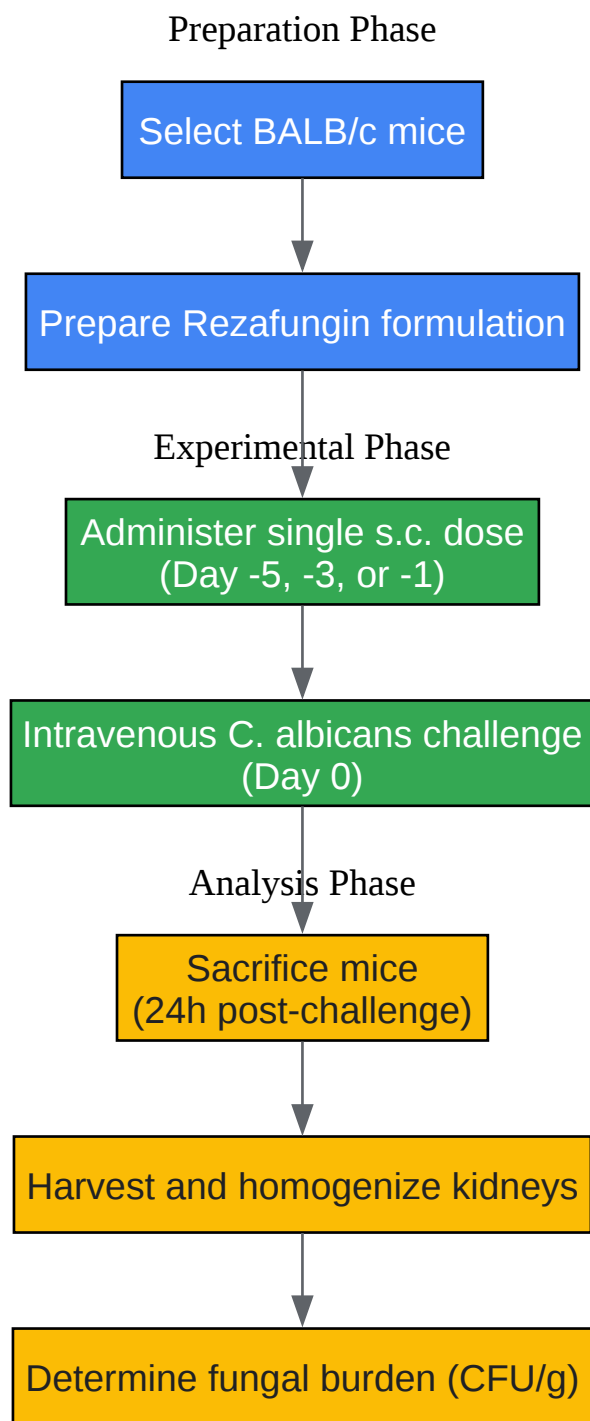 Preparation Phase
Select BALB/c mice
Prepare Rezafungin formulation
Experimental Phase
Administer single s.c. dose
(Day -5, -3, or -1)
Intravenous C. albicans challenge
(Day 0)
Analysis Phase
Sacrifice mice
(24h post-challenge)
Harvest and homogenize kidneys
Determine fungal burden (CFU/g)